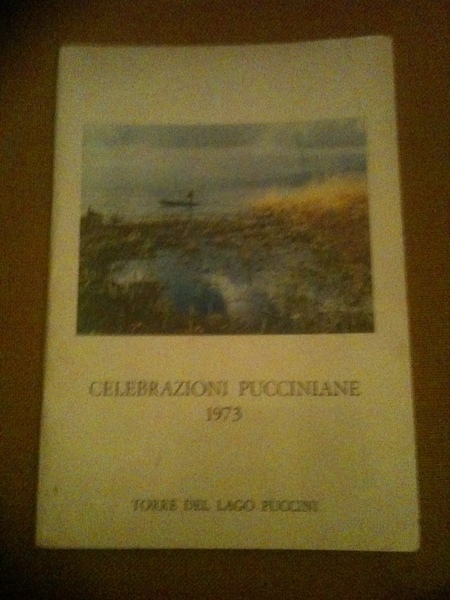 CELEBRAZIONI PUCCINIANE
1973
TORRE DEL LAGO PUCCINI